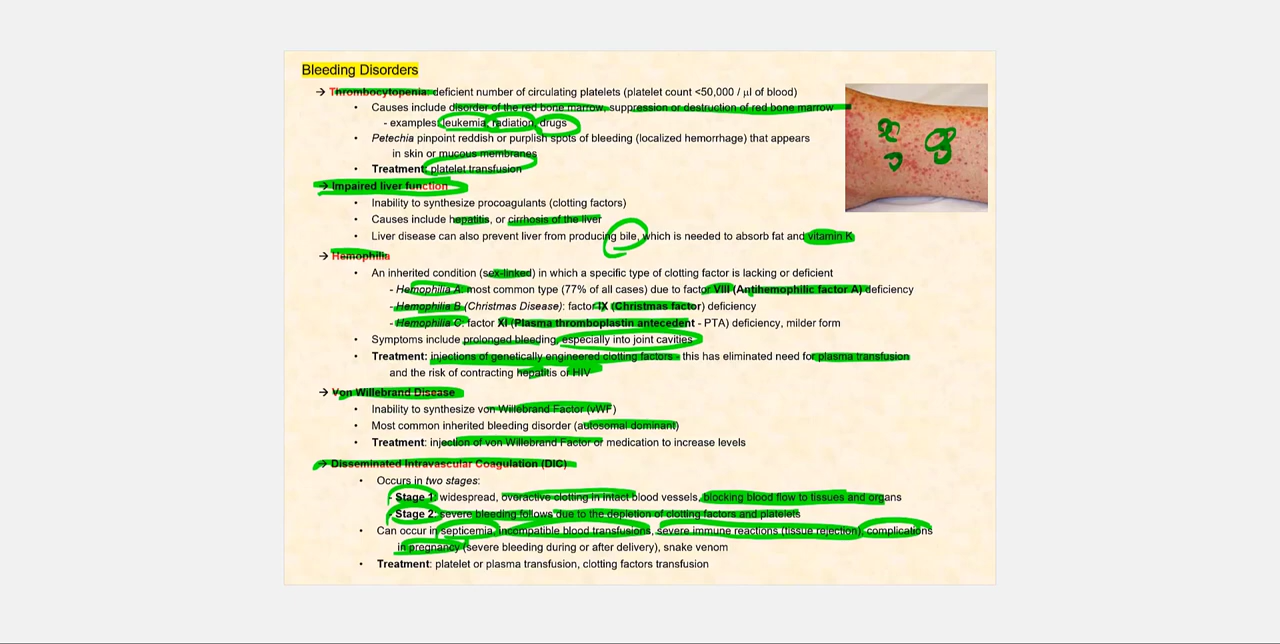 Bleeding Disorders
→ Thrombocytopenia: deficient number of circulating platelets (platelet count <50,000 / µl of blood)
• Causes include disorder of the red bone marrow, suppression or destruction of red bone marrow
- examples: leukemia, radiation, drugs
• Petechia pinpoint reddish or purplish spots of bleeding (localized hemorrhage) that appears
in skin or mucous membranes
• Treatment: platelet transfusion
→ Impaired liver function
• Inability to synthesize procoagulants (clotting factors)
• Causes include hepatitis, or cirrhosis of the liver
• Liver disease can also prevent liver from producing bile, which is needed to absorb fat and vitamin K
→ Hemophilia
• An inherited condition (sex-linked) in which a specific type of clotting factor is lacking or deficient
- Hemophilia A: most common type (77% of all cases) due to factor VIII (Antihemophilic factor A) deficiency
- Hemophilia B (Christmas Disease): factor IX (Christmas factor) deficiency
- Hemophilia C: factor XI (Plasma thromboplastin antecedent - PTA) deficiency, milder form
• Symptoms include prolonged bleeding, especially into joint cavities
• Treatment: injections of genetically engineered clotting factors - this has eliminated need for plasma transfusion
and the risk of contracting hepatitis or HIV
→ Von Willebrand Disease
• Inability to synthesize von Willebrand Factor (vWF)
• Most common inherited bleeding disorder (autosomal dominant)
• Treatment: injection of von Willebrand Factor or medication to increase levels
→ Disseminated Intravascular Coagulation (DIC)
• Occurs in two stages:
- Stage 1: widespread, overactive clotting in intact blood vessels, blocking blood flow to tissues and organs
Stage 2: severe bleeding follows due to the depletion of clotting factors and platelets
• Can occur in septicemia, incompatible blood transfusions, severe immune reactions (tissue rejection), complications
in pregnancy (severe bleeding during or after delivery), snake venom
• Treatment: platelet or plasma transfusion, clotting factors transfusion